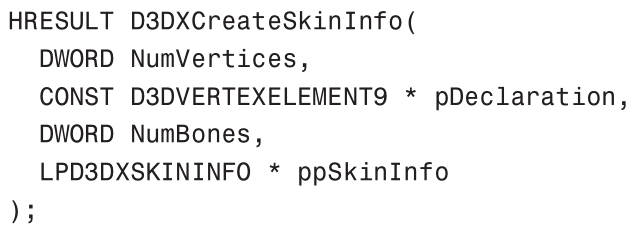 HRESULT D3DXCreateSkinInfo(
  DWORD NumVertices,
  CONST D3DVERTEXELEMENT9 * pDeclaration,
  DWORD NumBones,
  LPD3DXSKININFO * ppSkinInfo
);